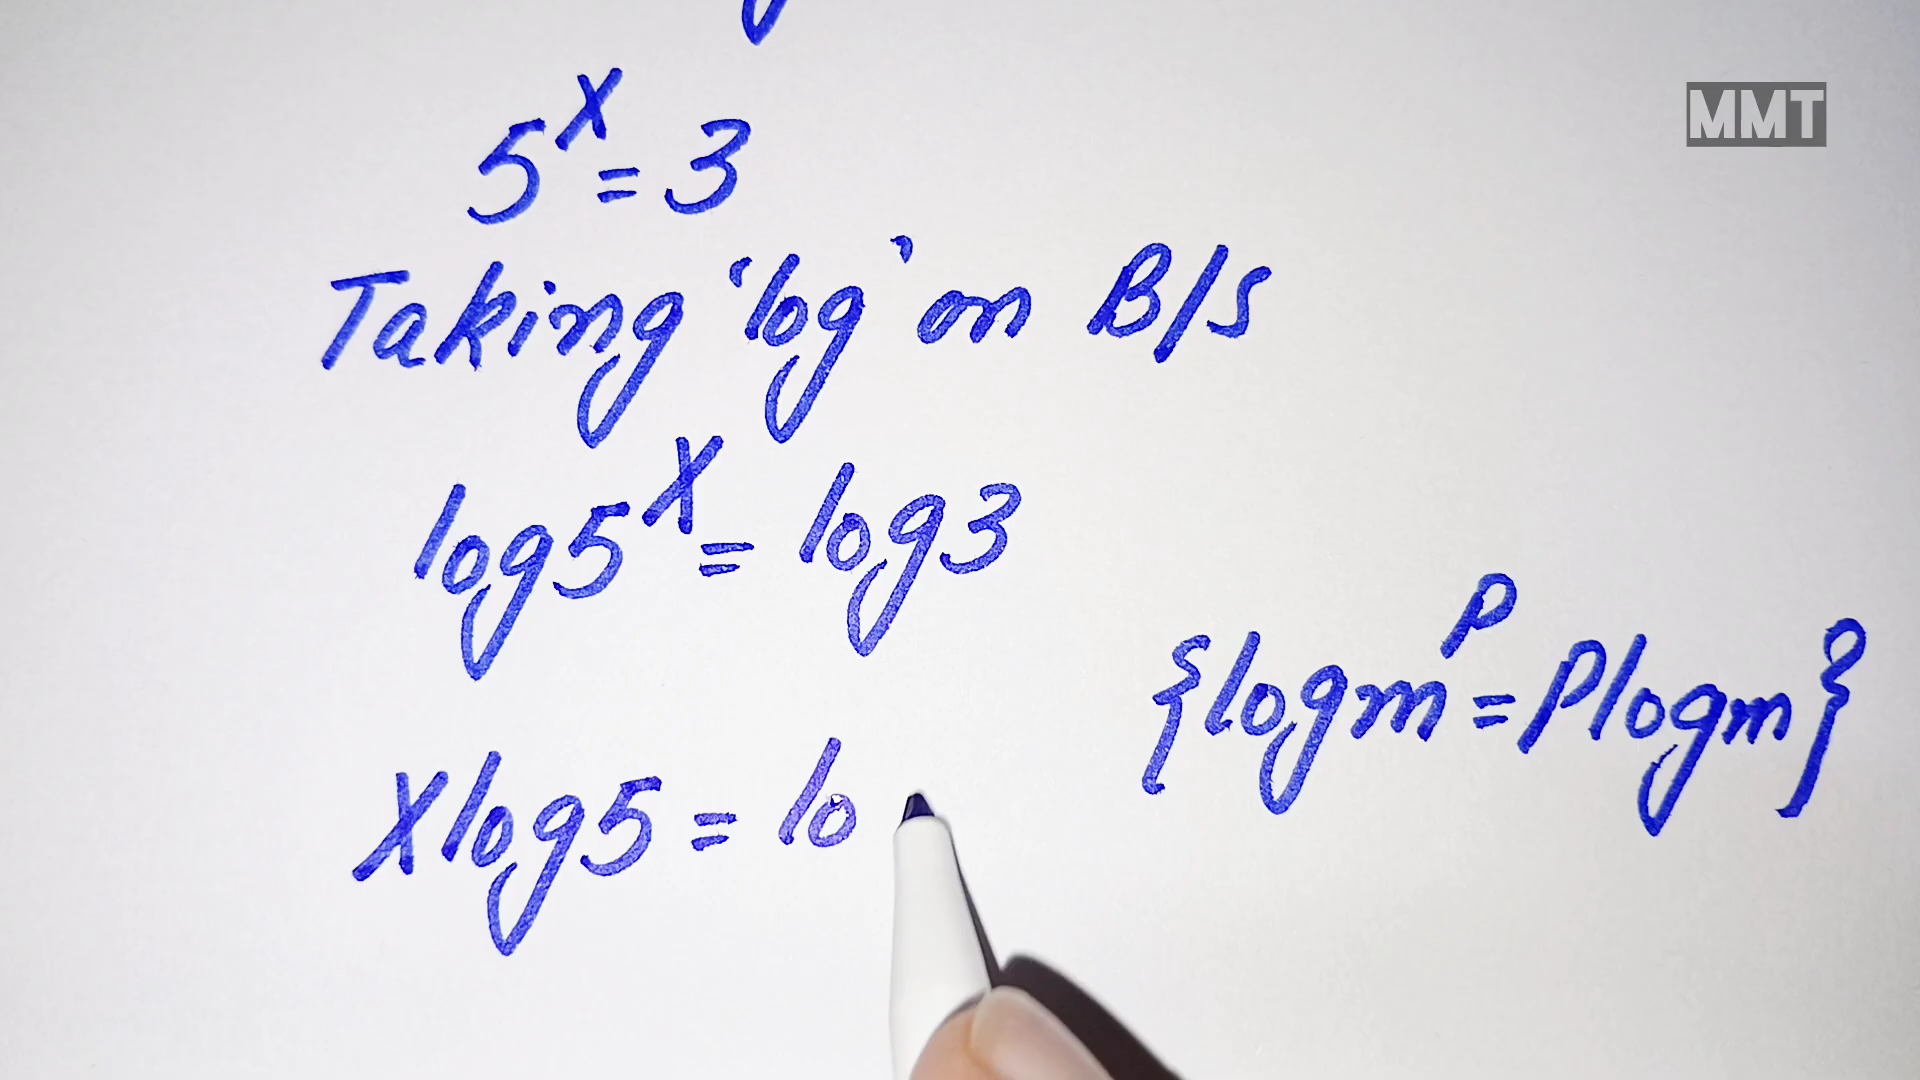 MMT
5^x = 3
Taking 'log' on B/S
log5^x = log3
{logm^p = Plogm}
xlog5 = lo